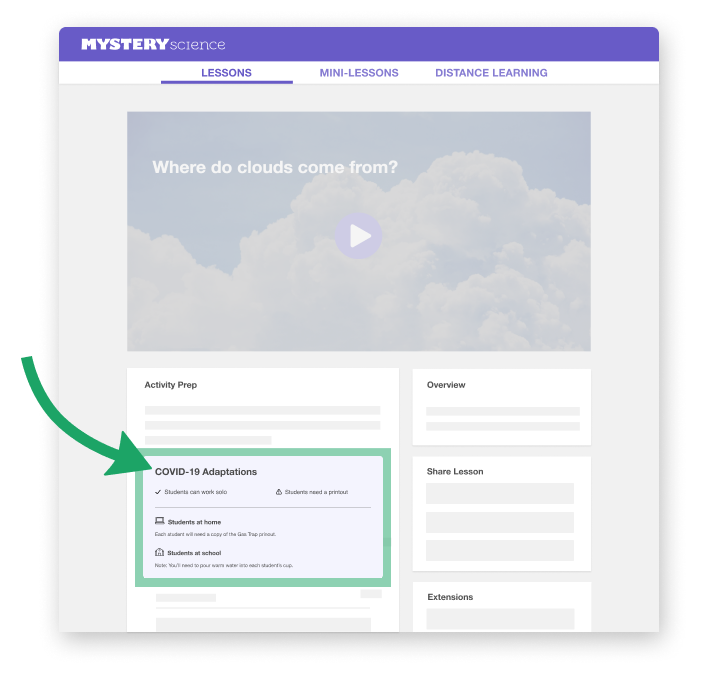 MYSTERYscience
LESSONS
MINI-LESSONS
DISTANCE LEARNING
Where do clouds come from?
Activity Prep
COVID-19 Adaptations
Students can work solo
Students need a printout
Students at home
Each student will need a copy of the Gas Trap prinout.
Students at school
Note: You'll need to pour warm water into each student's cup.
Overview
Share Lesson
Extensions